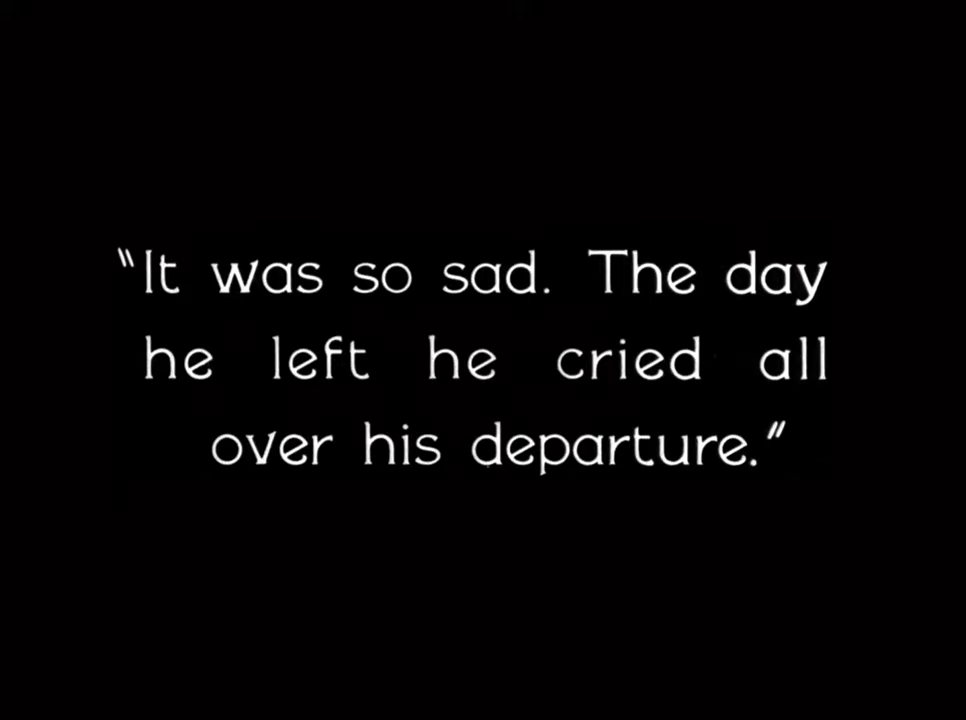 "It was so sad. The day
he left he cried all
over his departure."